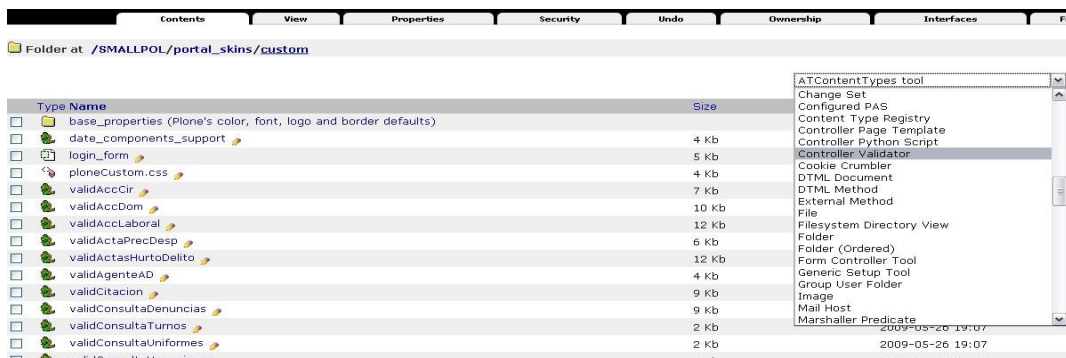 Contents View Properties Security Undo Ownership Interfaces F
Folder at /SMALLPOL/portal_skins/custom
ATContentTypes tool
Type Name Size
base_properties (Plone's color, font, logo and border defaults)
date_components_support 4 Kb
login_form 5 Kb
ploneCustom.css 4 Kb
validAccCir 7 Kb
validAccDom 10 Kb
validAccLaboral 12 Kb
validActaPrecDesp 6 Kb
validActasHurtoDelito 12 Kb
validAgenteAD 4 Kb
validCitacion 9 Kb
validConsultaDenuncias 9 Kb
validConsultaTurnos 2 Kb 2009-05-26 19:07
validConsultaUniformes 2 Kb 2009-05-26 19:07
Change Set
Configured PAS
Content Type Registry
Controller Page Template
Controller Python Script
Controller Validator
Cookie Crumbler
DTML Document
DTML Method
External Method
File
Filesystem Directory View
Folder
Folder (Ordered)
Form Controller Tool
Generic Setup Tool
Group User Folder
Image
Mail Host
Marshaller Predicate